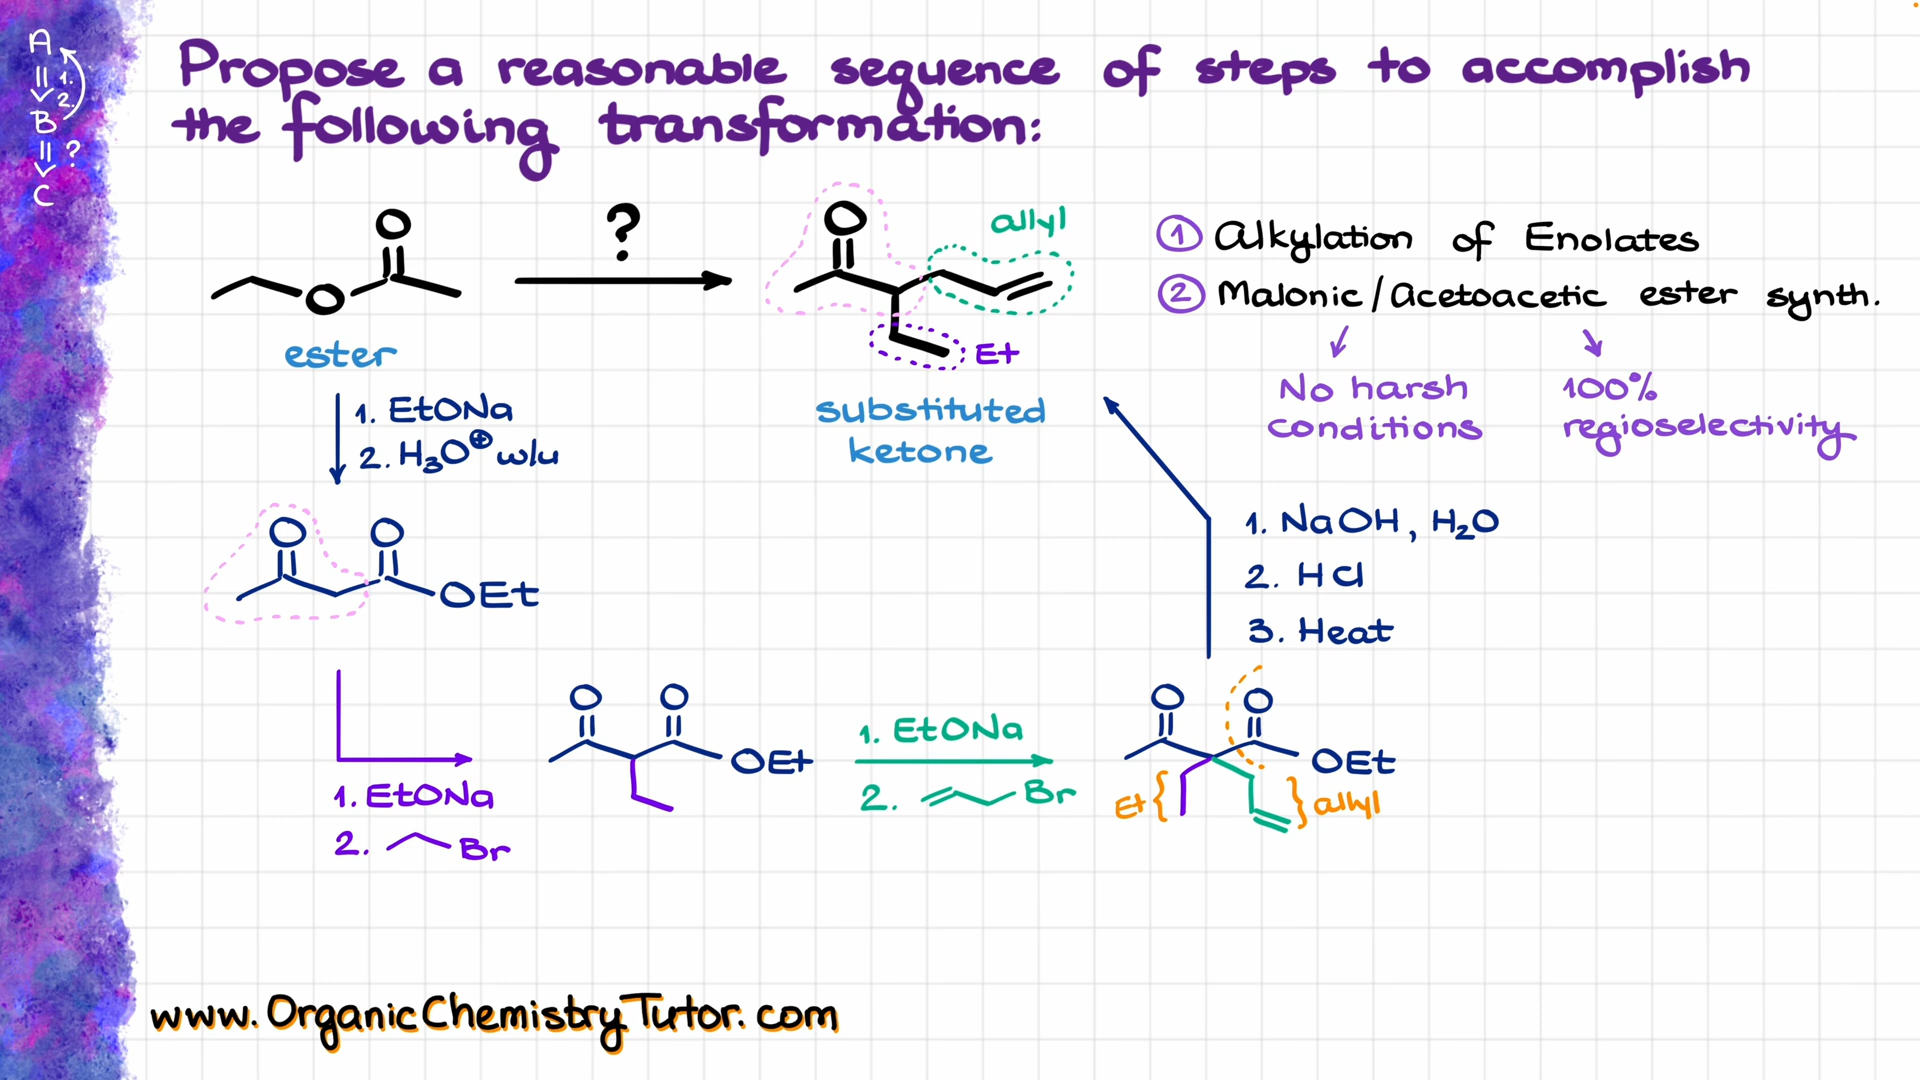 A
1.
2.
B
?
C
Propose a reasonable sequence of steps to accomplish
the following transformation:
O
O
ester
?
O
allyl
Et
substituted
ketone
① Alkylation of Enolates
② Malonic/Acetoacetic ester synth.
No harsh
conditions
100%
regioselectivity
1. EtONa
2. H₃O⊕ w/u
O O
OEt
1. NaOH, H₂O
2. HCl
3. Heat
1. EtONa
2. Br
O O
OEt
1. EtONa
2. Br
O O
OEt
Et { } allyl
www.OrganicChemistryTutor.com